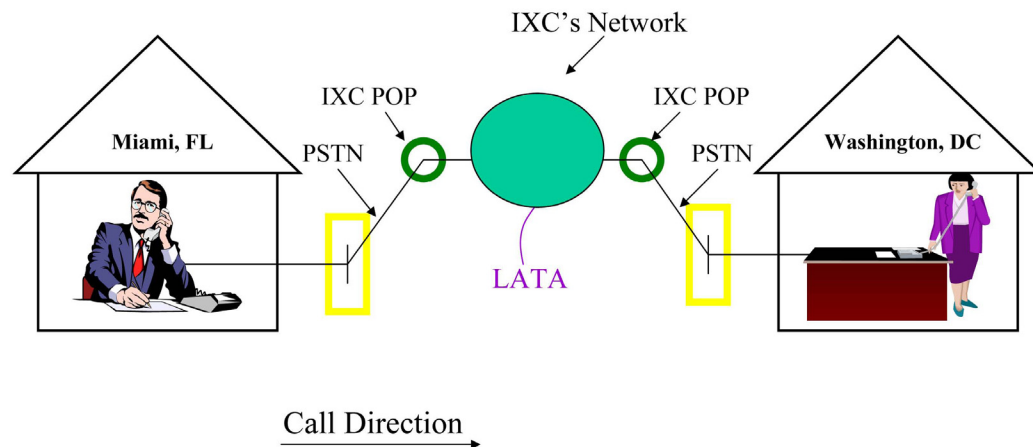 IXC's Network
IXC POP
IXC POP
Miami, FL
PSTN
PSTN
Washington, DC
LATA
Call Direction